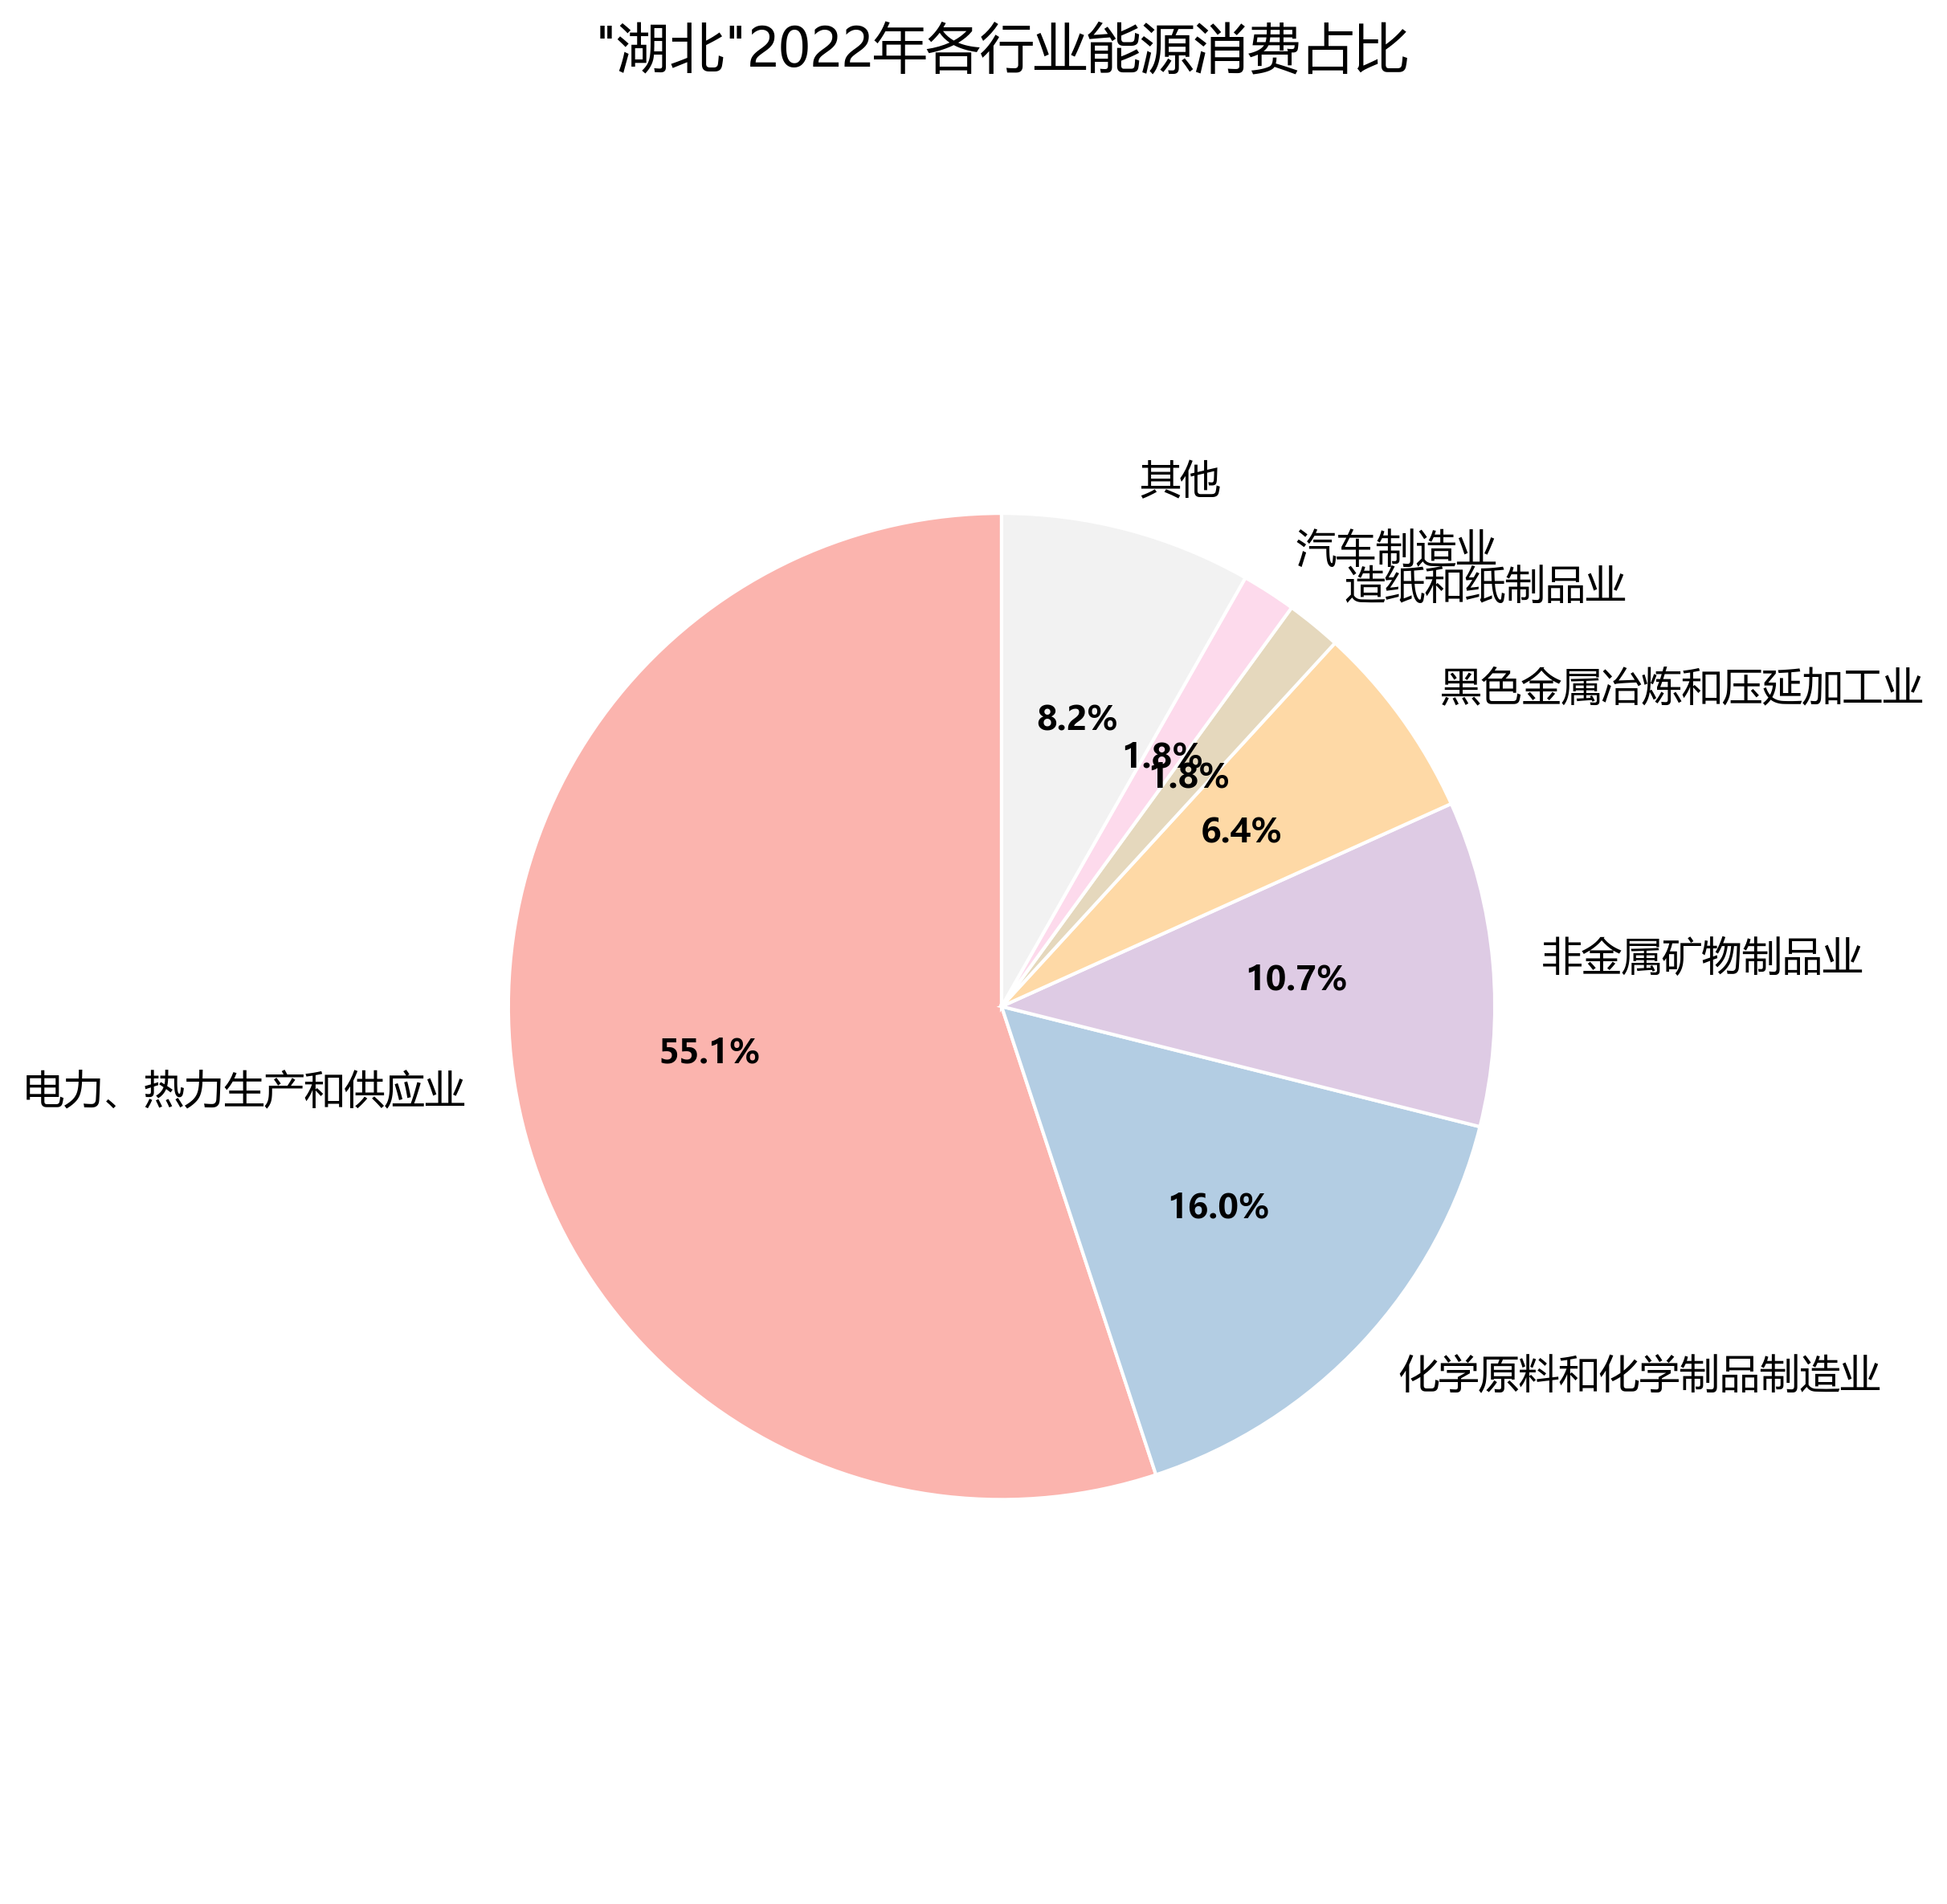 "湖北"2022年各行业能源消费占比
其他
汽车制造业
造纸和纸制品业
黑色金属冶炼和压延加工业
8.2%
1.8%
1.8%
6.4%
非金属矿物制品业
10.7%
55.1%
电力、热力生产和供应业
16.0%
化学原料和化学制品制造业